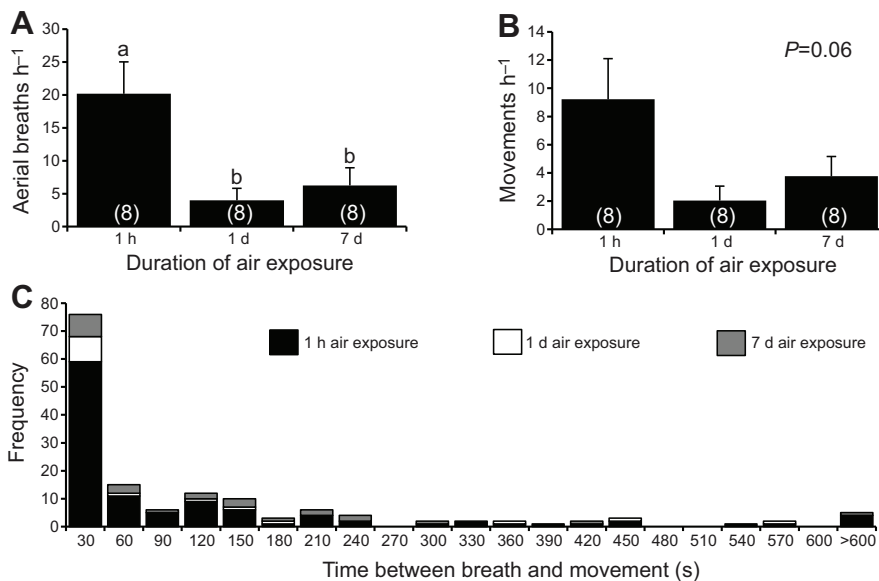 A
30
25
20
15
10
5
0
Aerial breaths h–1
a
b
b
(8)
(8)
(8)
1 h
1 d
7 d
Duration of air exposure
B
14
12
10
8
6
4
2
0
Movements h–1
P=0.06
(8)
(8)
(8)
1 h
1 d
7 d
Duration of air exposure
C
80
70
60
50
40
30
20
10
0
Frequency
1 h air exposure
1 d air exposure
7 d air exposure
30 60 90 120 150 180 210 240 270 300 330 360 390 420 450 480 510 540 570 600 >600
Time between breath and movement (s)